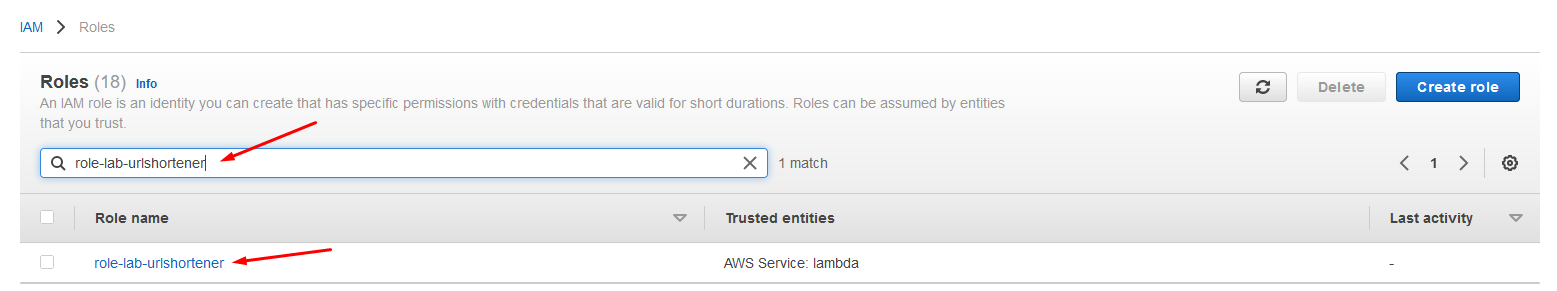 IAM > Roles
Roles (18) Info
An IAM role is an identity you can create that has specific permissions with credentials that are valid for short durations. Roles can be assumed by entities
that you trust.
Delete
Create role
role-lab-urlshortener
1 match
1
Role name
Trusted entities
Last activity
role-lab-urlshortener
AWS Service: lambda
-